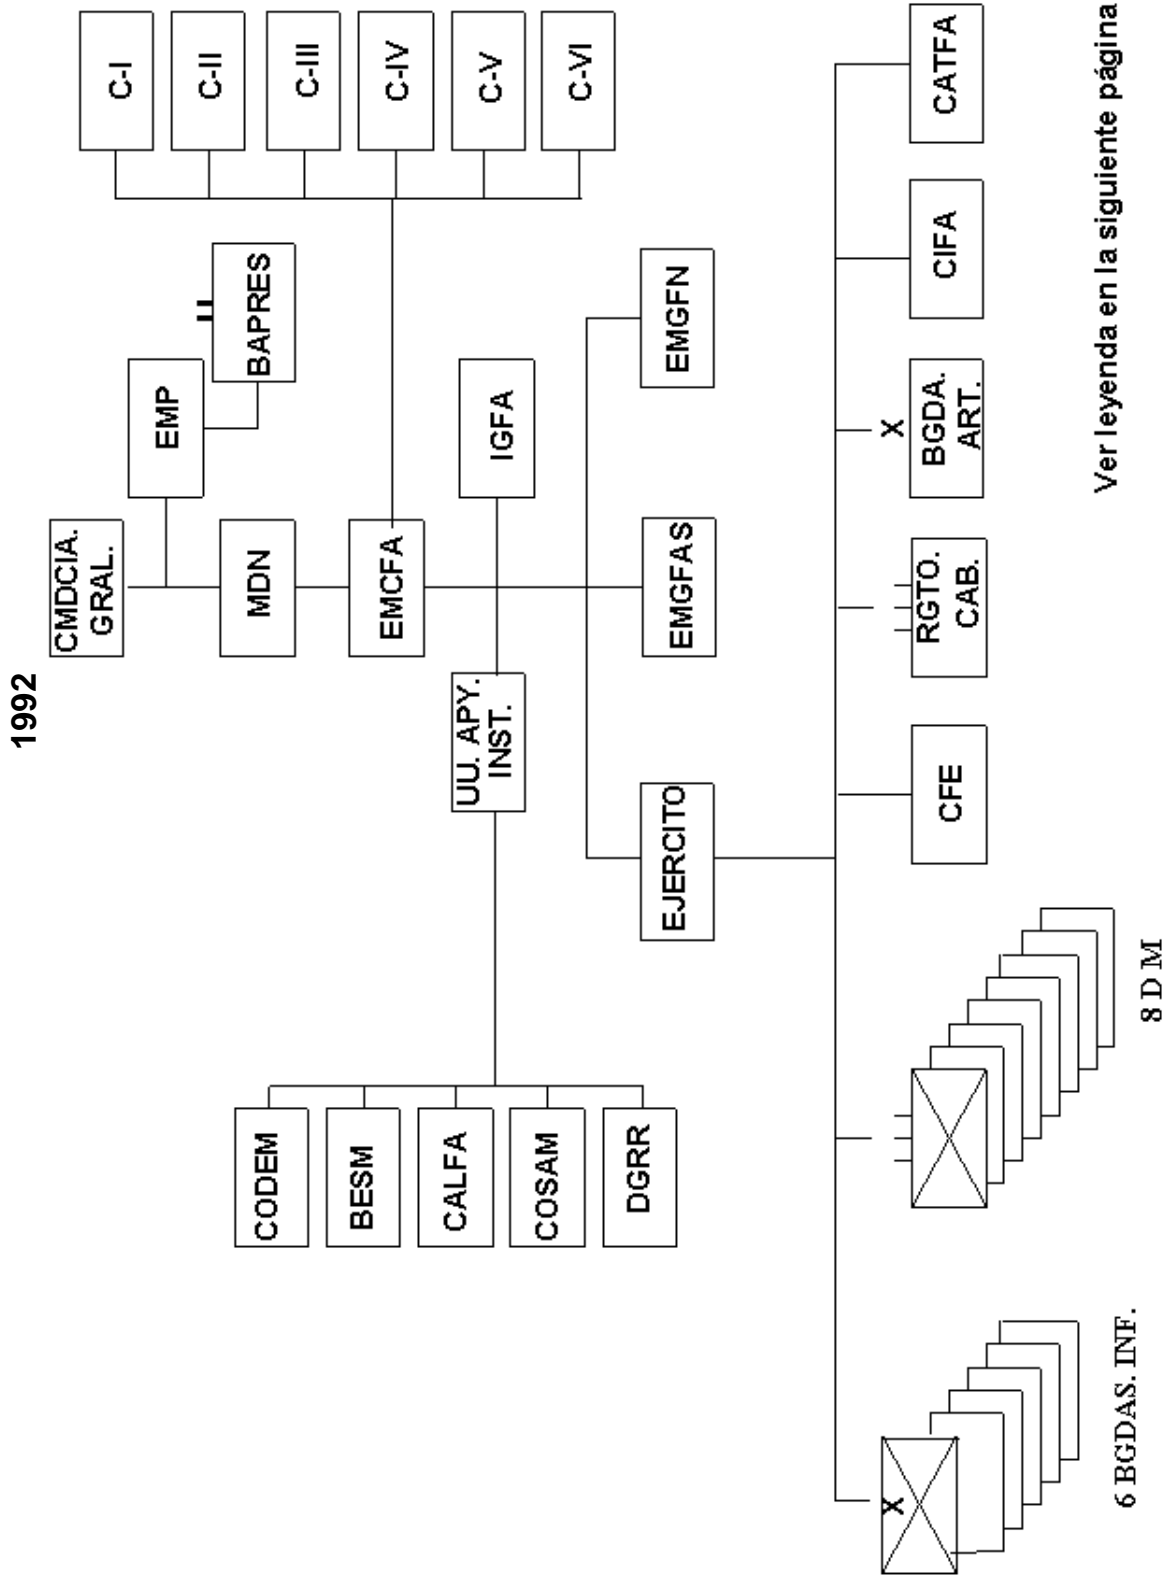 1992
CMDCIA.
GRAL.
EMP
BAPRES
MDN
EMCFA
C-I
C-II
C-III
C-IV
C-V
C-VI
UU. APY.
INST.
IGFA
CODEM
BESM
CALFA
COSAM
DGRR
EJERCITO
EMGFAS
EMGFN
X
6 BGDAS. INF.
8 D M
CFE
RGTO.
CAB.
X
BGDA.
ART.
CIFA
CATFA
Ver leyenda en la siguiente página